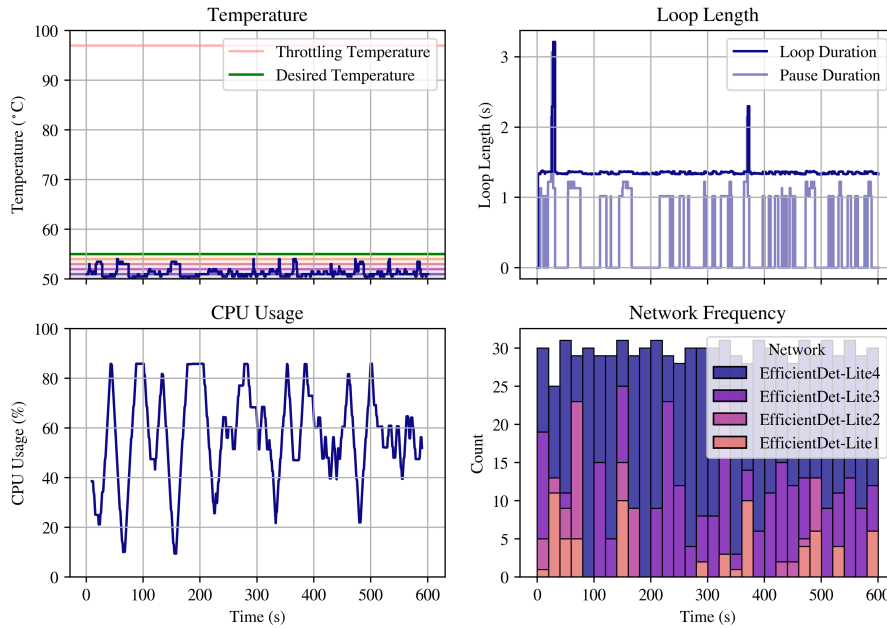 Temperature
100
90
80
70
60
50
Temperature (°C)
Throttling Temperature
Desired Temperature
Loop Length
3
2
1
0
Loop Length (s)
Loop Duration
Pause Duration
CPU Usage
100
80
60
40
20
0
CPU Usage (%)
0 100 200 300 400 500 600
Time (s)
Network Frequency
30
25
20
15
10
5
0
Count
Network
EfficientDet-Lite4
EfficientDet-Lite3
EfficientDet-Lite2
EfficientDet-Lite1
0 100 200 300 400 500 600
Time (s)